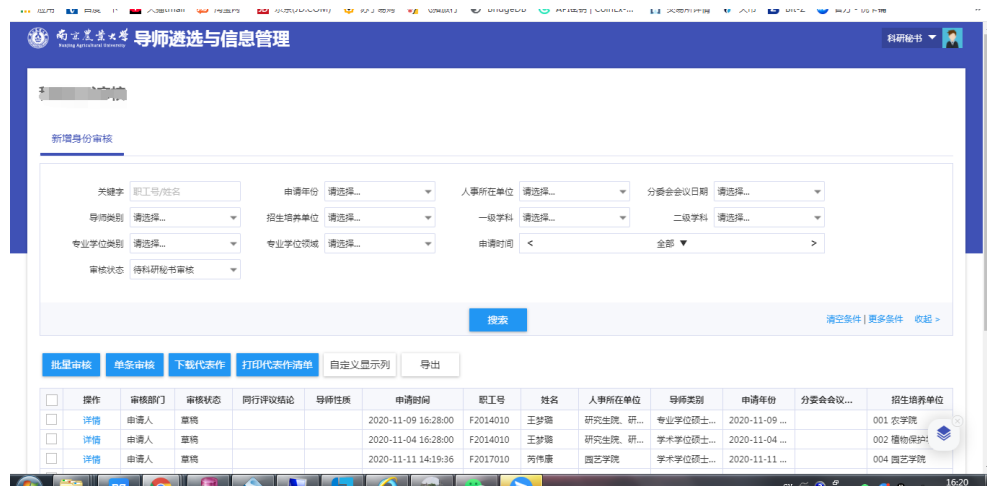 南京农业大学 导师遴选与信息管理 科研秘书
Nanjing Agricultural University
新增身份审核
关键字 职工号/姓名 申请年份 请选择... 人事所在单位 请选择... 分委会会议日期 请选择...
导师类别 请选择... 招生培养单位 请选择... 一级学科 请选择... 二级学科 请选择...
专业学位类别 请选择... 专业学位领域 请选择... 申请时间 < 全部 ▼ >
审核状态 待科研秘书审核
搜索 清空条件 | 更多条件 收起 >
批量审核 单条审核 下载代表作 打印代表作清单 自定义显示列 导出
操作 审核部门 审核状态 同行评议结论 导师性质 申请时间 职工号 姓名 人事所在单位 导师类别 申请年份 分委会会议... 招生培养单位
详情 申请人 草稿 2020-11-09 16:28:00 F2014010 王梦璐 研究生院、研... 专业学位硕士... 2020-11-09 ... 001 农学院
详情 申请人 草稿 2020-11-04 16:28:00 F2014010 王梦璐 研究生院、研... 学术学位硕士... 2020-11-04 ... 002 植物保护
详情 申请人 草稿 2020-11-11 14:19:36 F2017010 芮伟康 园艺学院 学术学位硕士... 2020-11-11 ... 004 园艺学院
16:20